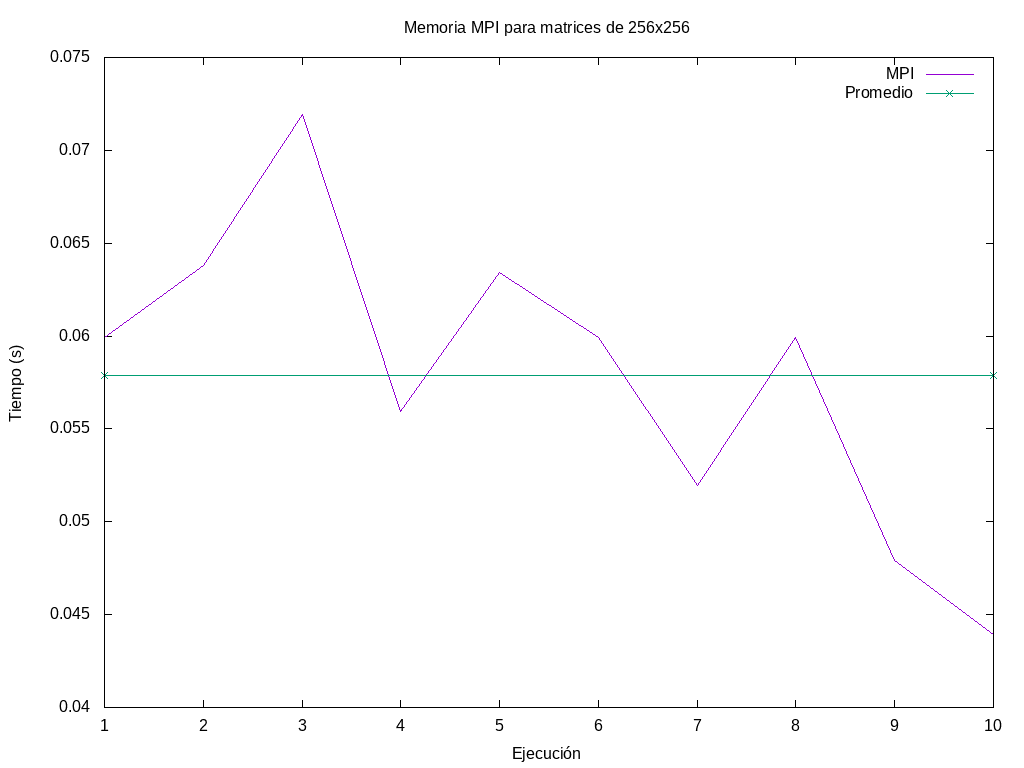 Memoria MPI para matrices de 256x256
0.075
0.07
0.065
0.06
0.055
0.05
0.045
0.04
MPI
Promedio
Tiempo (s)
1 2 3 4 5 6 7 8 9 10
Ejecución